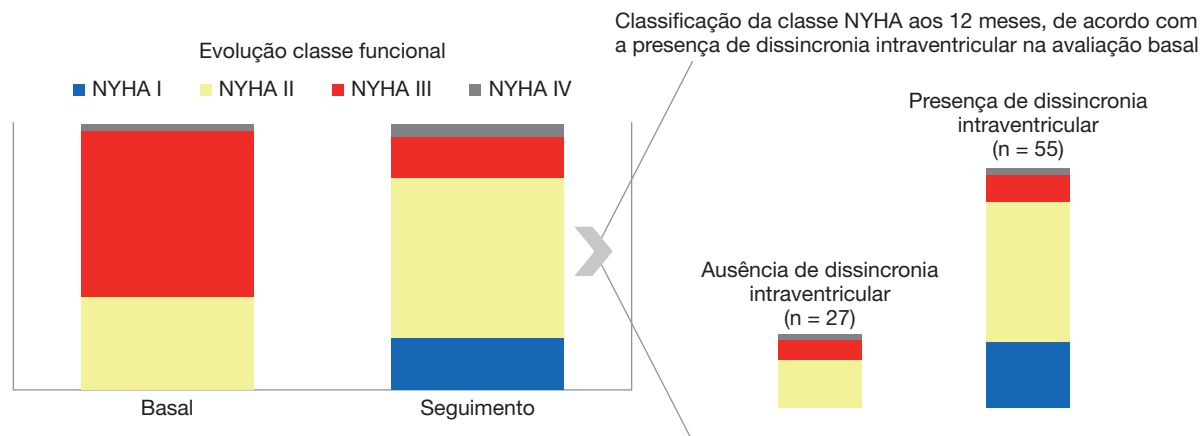 Classificação da classe NYHA aos 12 meses, de acordo com
a presença de dissincronia intraventricular na avaliação basal
Evolução classe funcional
NYHA I NYHA II NYHA III NYHA IV
Presença de dissincronia
intraventricular
(n = 55)
Ausência de dissincronia
intraventricular
(n = 27)
Basal
Seguimento